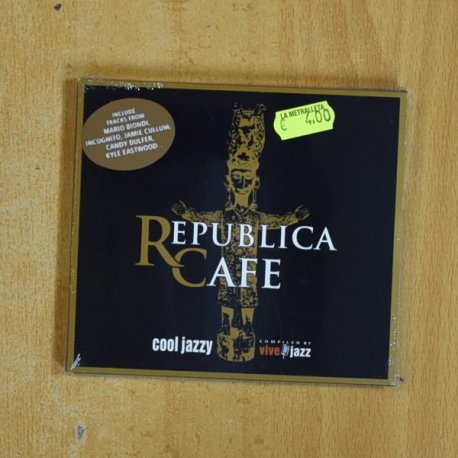 INCLUDE
TRACKS FROM
MARIO BIONDI,
INCOGNITO, JAMIE CULLUM,
CANDY DULFER,
KYLE EASTWOOD
LA METRALLETA
€ 4,00
REPUBLICA
CAFE
cool jazzy
COMPILED BY
vive jazz